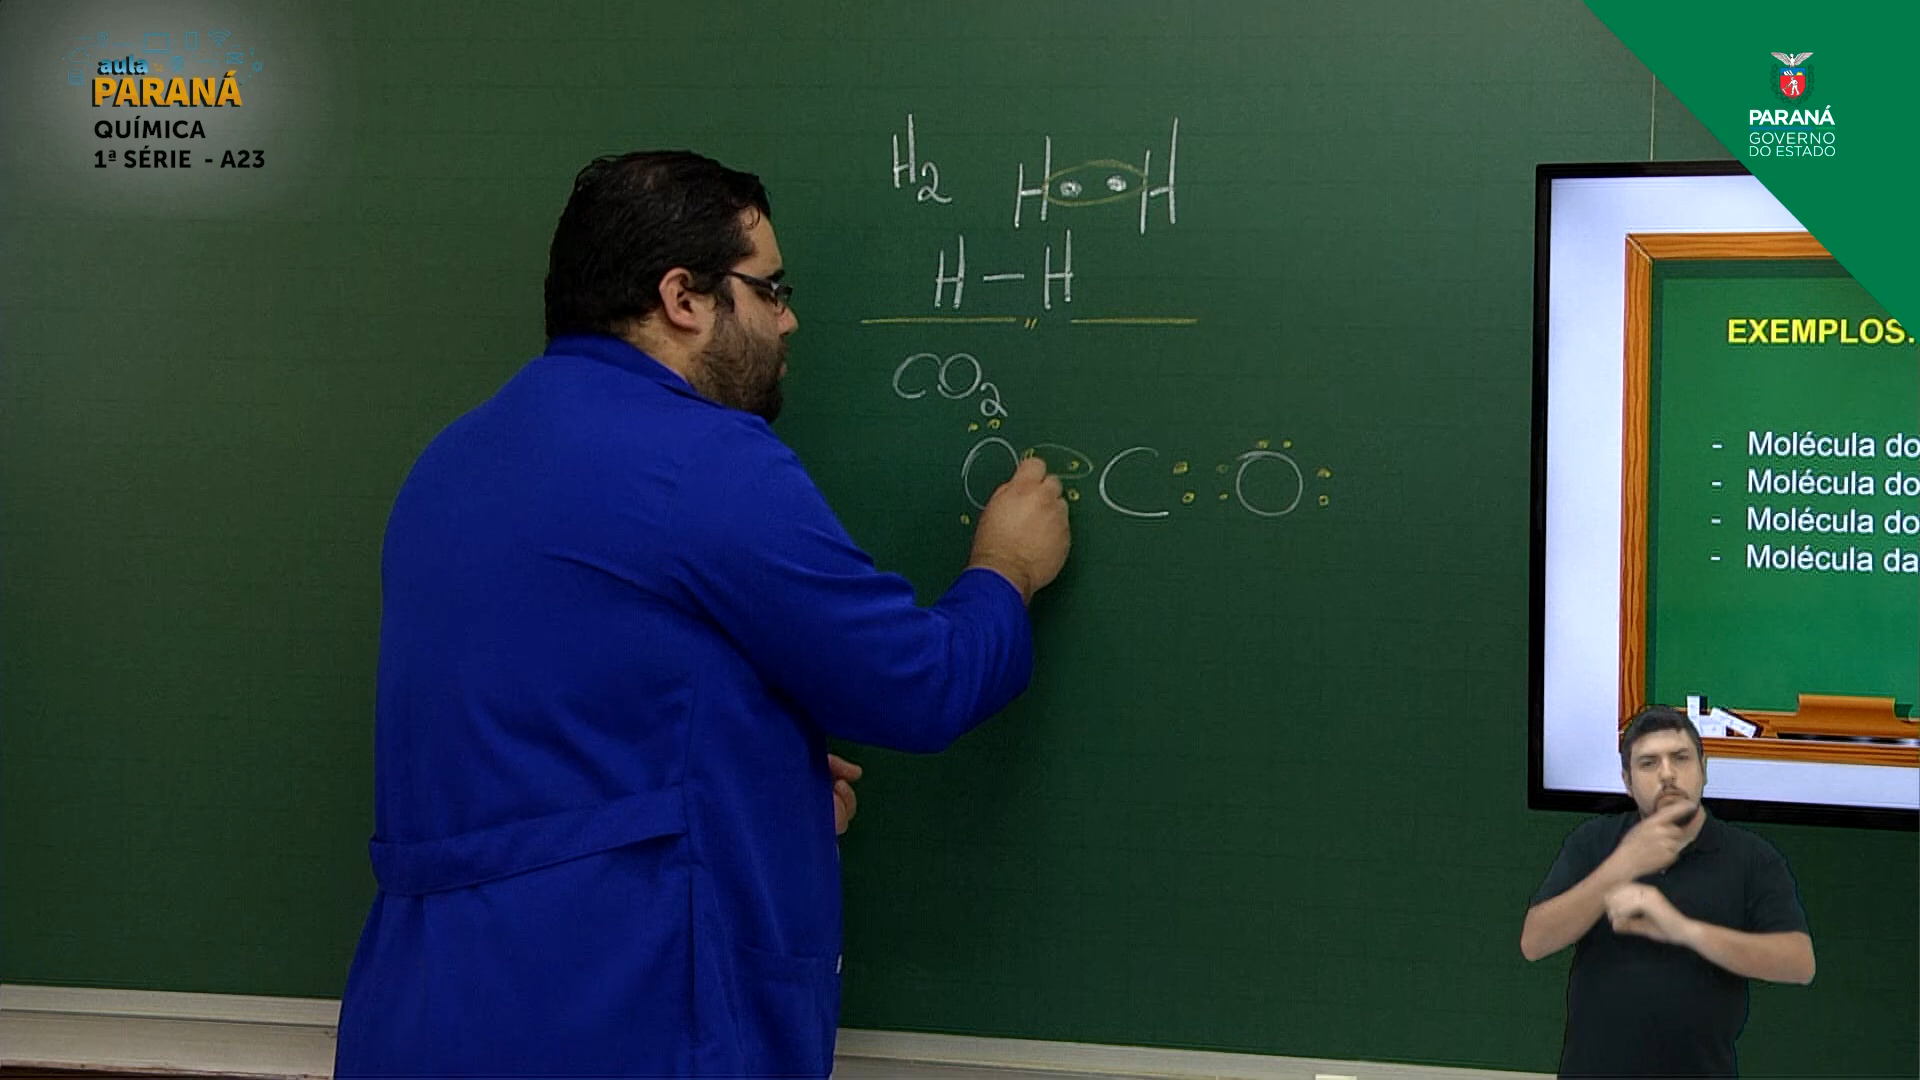 aula
PARANÁ
QUÍMICA
1ª SÉRIE - A23
PARANÁ
GOVERNO
DO ESTADO
H2 H H
H – H
CO2
O C O
EXEMPLOS:
- Molécula do
- Molécula do
- Molécula do
- Molécula da